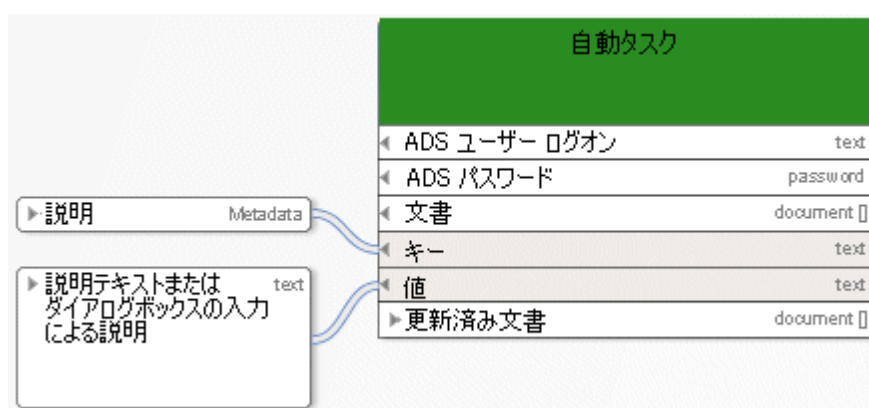 自動タスク
ADS ユーザー ログオン text
ADS パスワード password
文書 document []
キー text
値 text
更新済み文書 document []
説明 Metadata
説明テキストまたは text
ダイアログボックスの入力
による説明